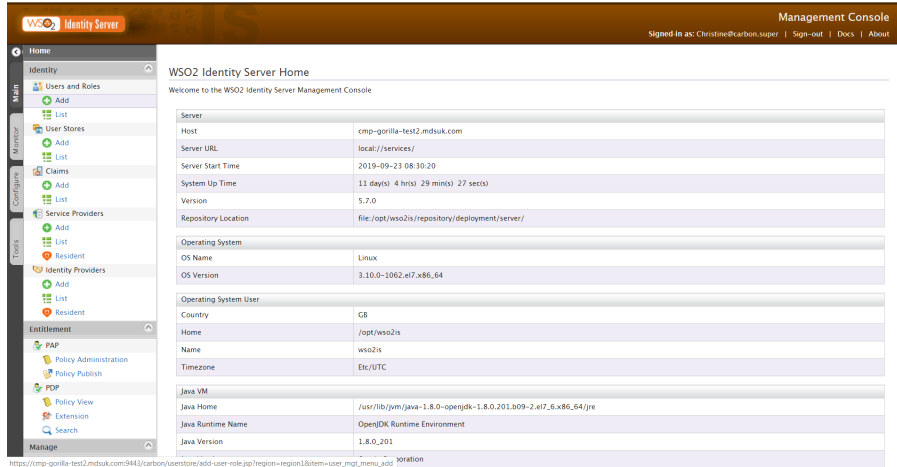 WSO2 Identity Server
Management Console
Signed-in as: Christine@carbon.super | Sign-out | Docs | About
Home
Main
Monitor
Configure
Tools
Identity
Users and Roles
Add
List
User Stores
Add
List
Claims
Add
List
Service Providers
Add
List
Resident
Identity Providers
Add
List
Resident
Entitlement
PAP
Policy Administration
Policy Publish
PDP
Policy View
Extension
Search
Manage
WSO2 Identity Server Home
Welcome to the WSO2 Identity Server Management Console
Server
Host cmp-gorilla-test2.mdsuk.com
Server URL local://services/
Server Start Time 2019-09-23 08:30:20
System Up Time 11 day(s) 4 hr(s) 29 min(s) 27 sec(s)
Version 5.7.0
Repository Location file:/opt/wso2is/repository/deployment/server/
Operating System
OS Name Linux
OS Version 3.10.0-1062.el7.x86_64
Operating System User
Country GB
Home /opt/wso2is
Name wso2is
Timezone Etc/UTC
Java VM
Java Home /usr/lib/jvm/java-1.8.0-openjdk-1.8.0.201.b09-2.el7_6.x86_64/jre
Java Runtime Name OpenJDK Runtime Environment
Java Version 1.8.0_201
https://cmp-gorilla-test2.mdsuk.com:9443/carbon/userstore/add-user-role.jsp?region=region1&item=user_mgt_menu_add